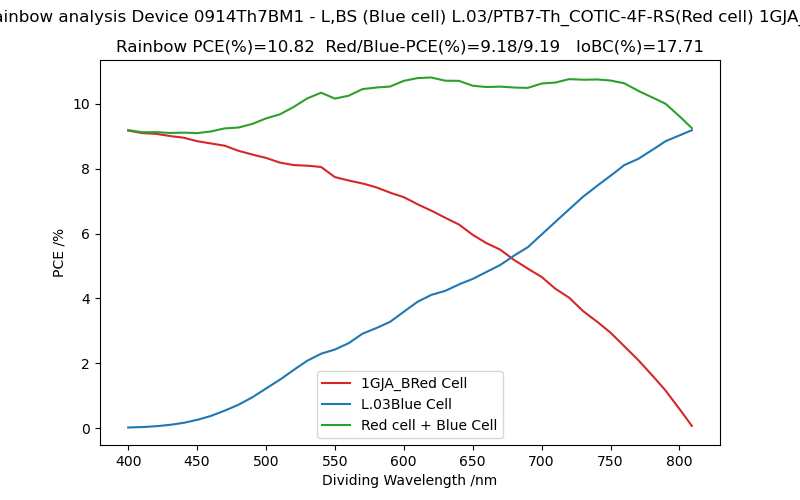 ainbow analysis Device 0914Th7BM1 - L,BS (Blue cell) L.03/PTB7-Th_COTIC-4F-RS(Red cell) 1GJA_
Rainbow PCE(%)=10.82 Red/Blue-PCE(%)=9.18/9.19 IoBC(%)=17.71
10
8
6
4
2
0
PCE /%
1GJA_BRed Cell
L.03Blue Cell
Red cell + Blue Cell
400 450 500 550 600 650 700 750 800
Dividing Wavelength /nm